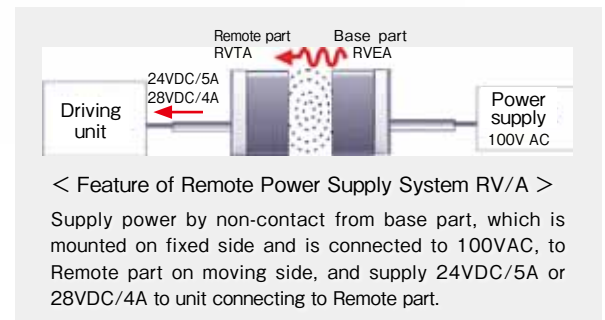 Remote part Base part
RVTA RVEA
24VDC/5A
28VDC/4A
Driving
unit
Power
supply
100V AC
< Feature of Remote Power Supply System RV/A >
Supply power by non-contact from base part, which is
mounted on fixed side and is connected to 100VAC, to
Remote part on moving side, and supply 24VDC/5A or
28VDC/4A to unit connecting to Remote part.